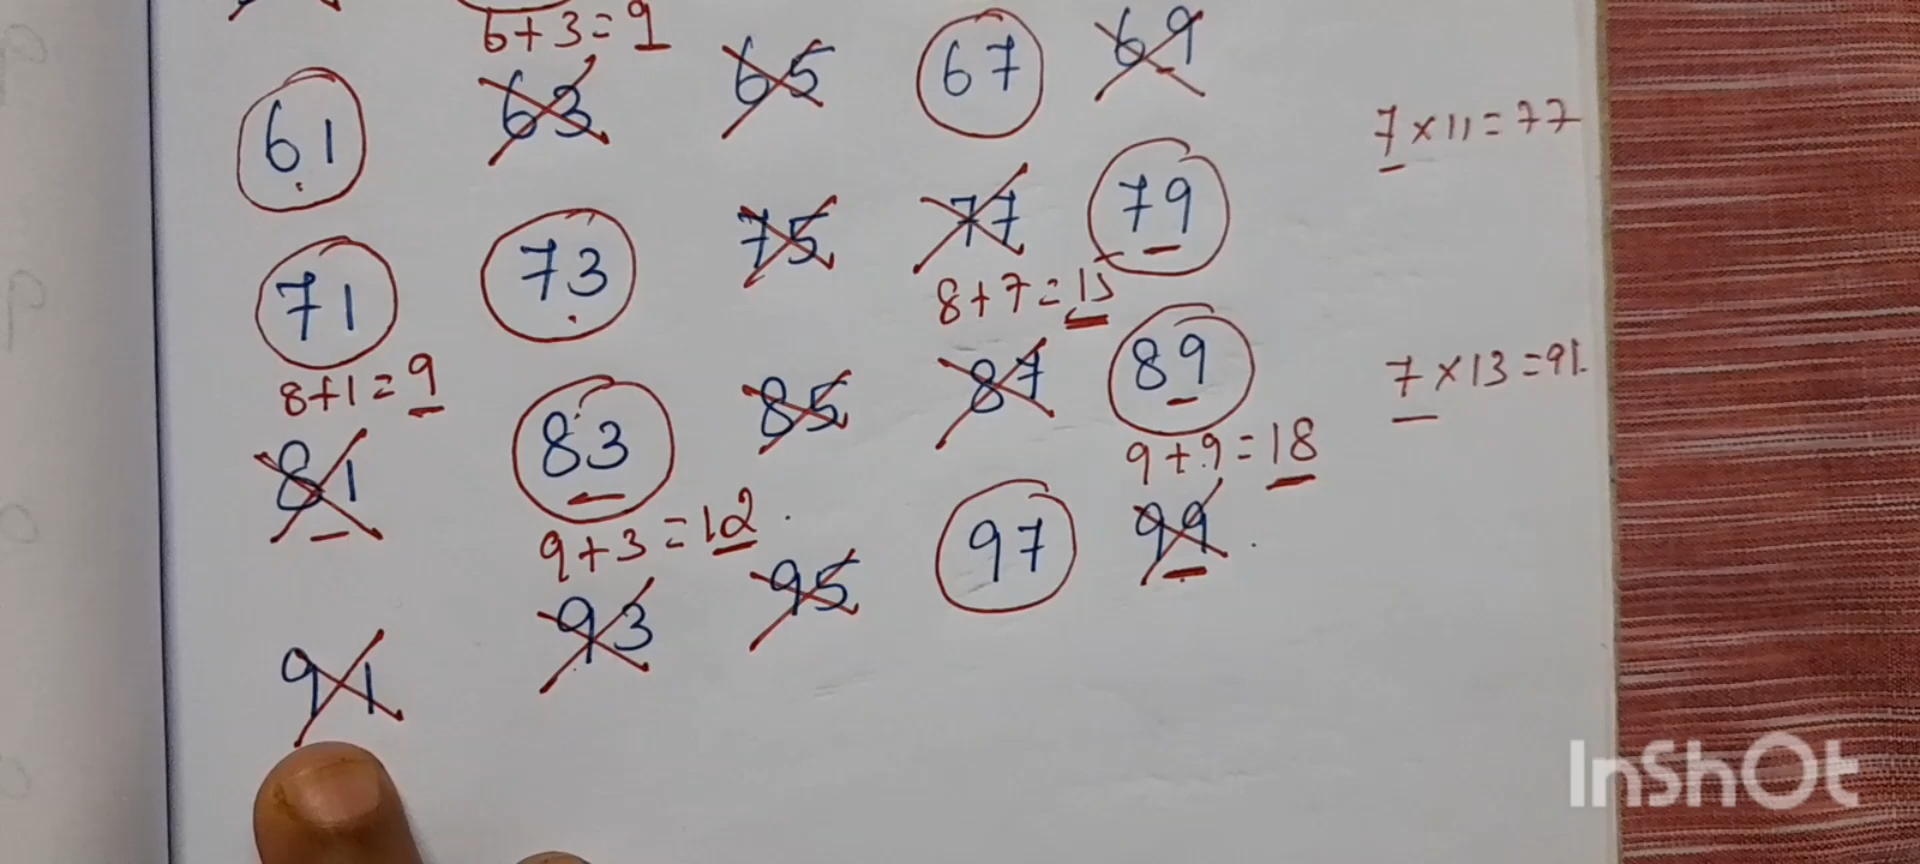 6+3=9
61 63 65 67 69
7×11=77
71 73 75 77 79
8+1=9
8+7=15
81 83 85 87 89
7×13=91
9+3=12
9+9=18
91 93 95 97 99
InShOt